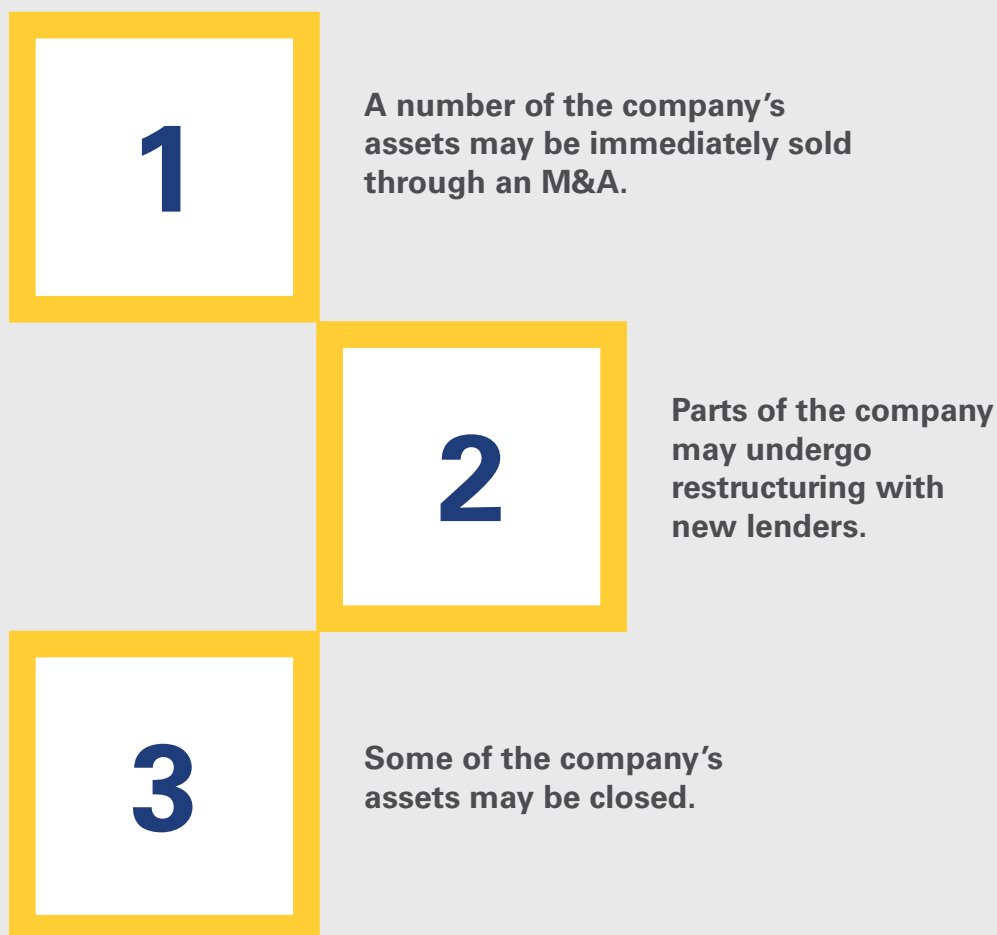 1
A number of the company’s
assets may be immediately sold
through an M&A.
2
Parts of the company
may undergo
restructuring with
new lenders.
3
Some of the company’s
assets may be closed.